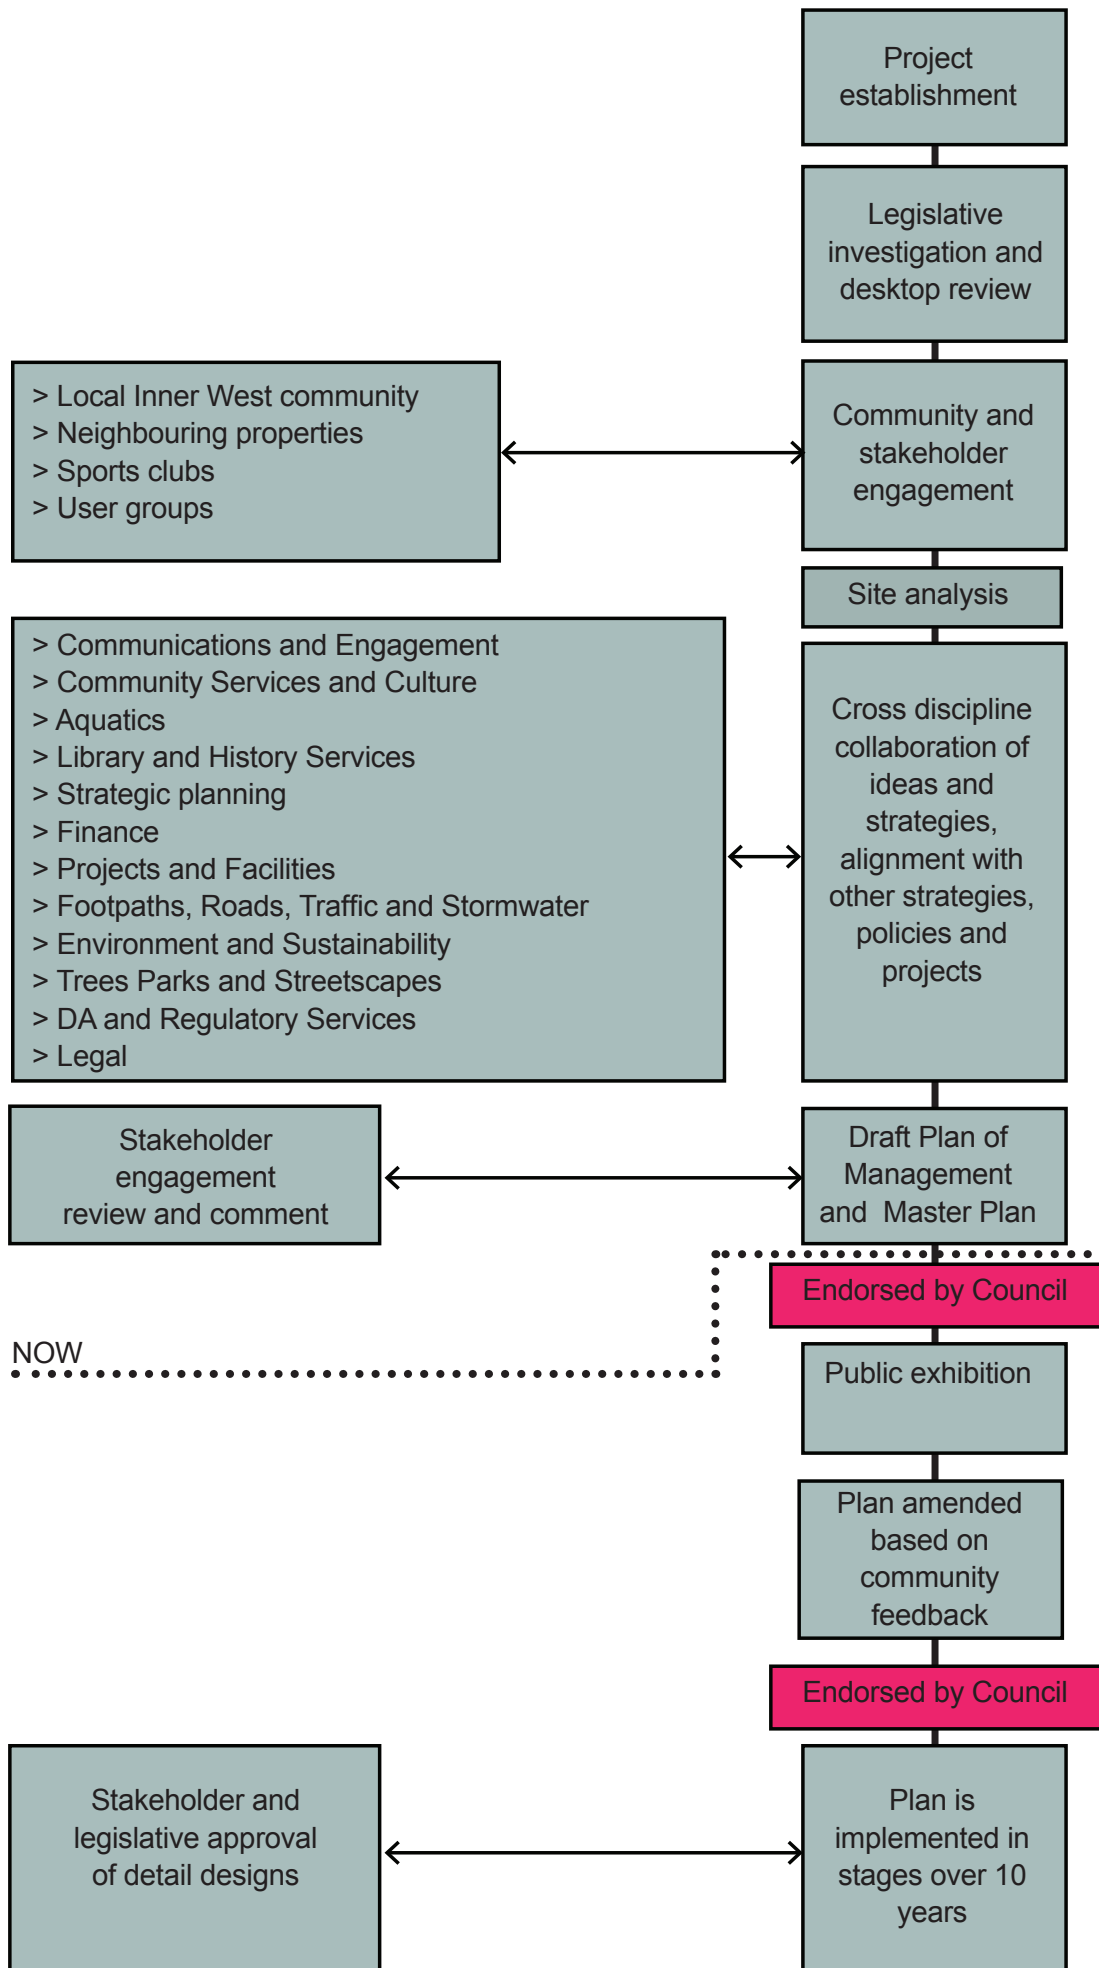 Project
establishment
Legislative
investigation and
desktop review
> Local Inner West community
> Neighbouring properties
> Sports clubs
> User groups
Community and
stakeholder
engagement
Site analysis
> Communications and Engagement
> Community Services and Culture
> Aquatics
> Library and History Services
> Strategic planning
> Finance
> Projects and Facilities
> Footpaths, Roads, Traffic and Stormwater
> Environment and Sustainability
> Trees Parks and Streetscapes
> DA and Regulatory Services
> Legal
Cross discipline
collaboration of
ideas and
strategies,
alignment with
other strategies,
policies and
projects
Stakeholder
engagement
review and comment
Draft Plan of
Management
and Master Plan
Endorsed by Council
NOW
Public exhibition
Plan amended
based on
community
feedback
Endorsed by Council
Stakeholder and
legislative approval
of detail designs
Plan is
implemented in
stages over 10
years